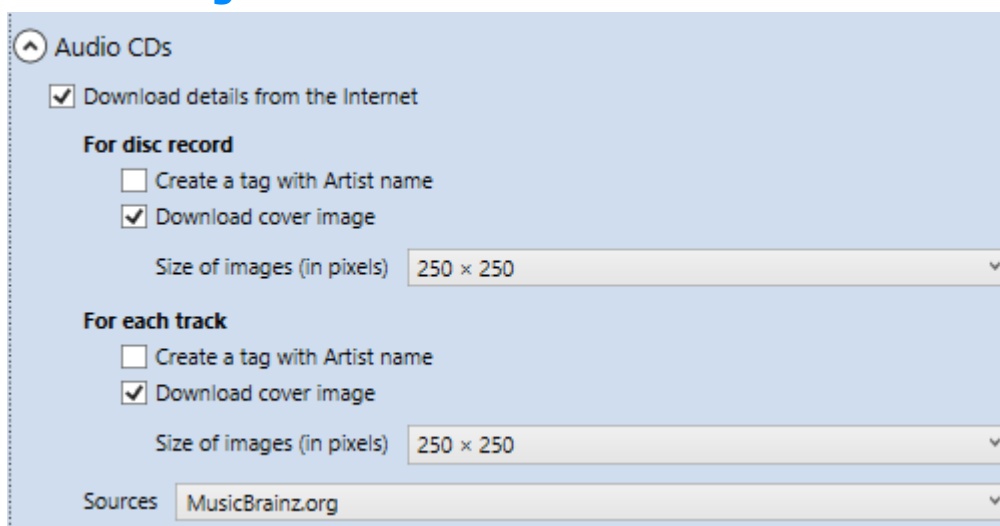 Audio CDs
Download details from the Internet
For disc record
Create a tag with Artist name
Download cover image
Size of images (in pixels) 250 × 250
For each track
Create a tag with Artist name
Download cover image
Size of images (in pixels) 250 × 250
Sources MusicBrainz.org